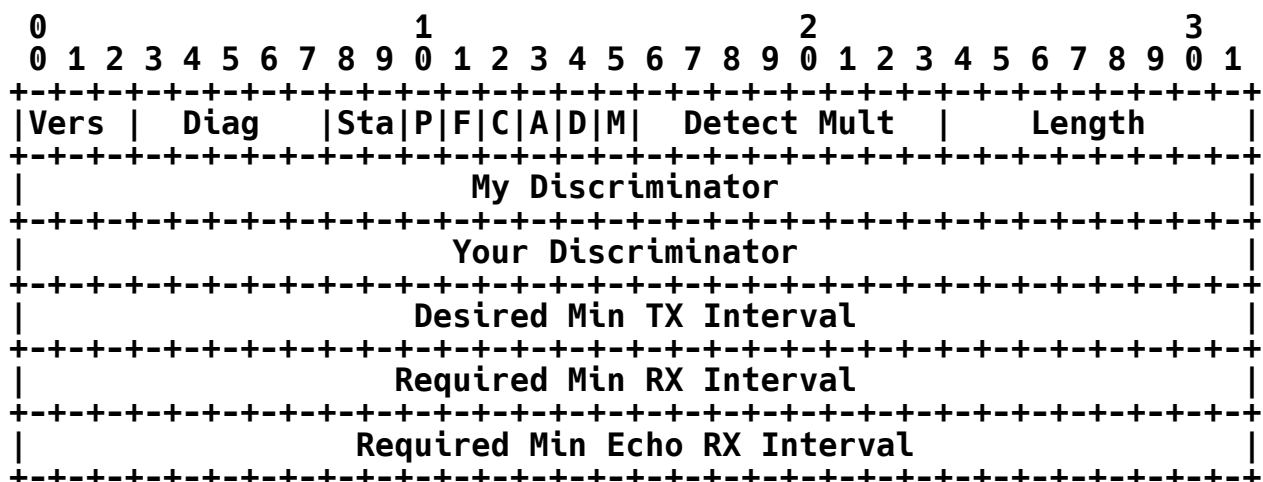 0                   1                   2                   3
 0 1 2 3 4 5 6 7 8 9 0 1 2 3 4 5 6 7 8 9 0 1 2 3 4 5 6 7 8 9 0 1
+-+-+-+-+-+-+-+-+-+-+-+-+-+-+-+-+-+-+-+-+-+-+-+-+-+-+-+-+-+-+-+-+
|Vers |  Diag   |Sta|P|F|C|A|D|M|  Detect Mult  |    Length     |
+-+-+-+-+-+-+-+-+-+-+-+-+-+-+-+-+-+-+-+-+-+-+-+-+-+-+-+-+-+-+-+-+
|                       My Discriminator                        |
+-+-+-+-+-+-+-+-+-+-+-+-+-+-+-+-+-+-+-+-+-+-+-+-+-+-+-+-+-+-+-+-+
|                      Your Discriminator                       |
+-+-+-+-+-+-+-+-+-+-+-+-+-+-+-+-+-+-+-+-+-+-+-+-+-+-+-+-+-+-+-+-+
|                    Desired Min TX Interval                    |
+-+-+-+-+-+-+-+-+-+-+-+-+-+-+-+-+-+-+-+-+-+-+-+-+-+-+-+-+-+-+-+-+
|                   Required Min RX Interval                    |
+-+-+-+-+-+-+-+-+-+-+-+-+-+-+-+-+-+-+-+-+-+-+-+-+-+-+-+-+-+-+-+-+
|                 Required Min Echo RX Interval                 |
+-+-+-+-+-+-+-+-+-+-+-+-+-+-+-+-+-+-+-+-+-+-+-+-+-+-+-+-+-+-+-+-+